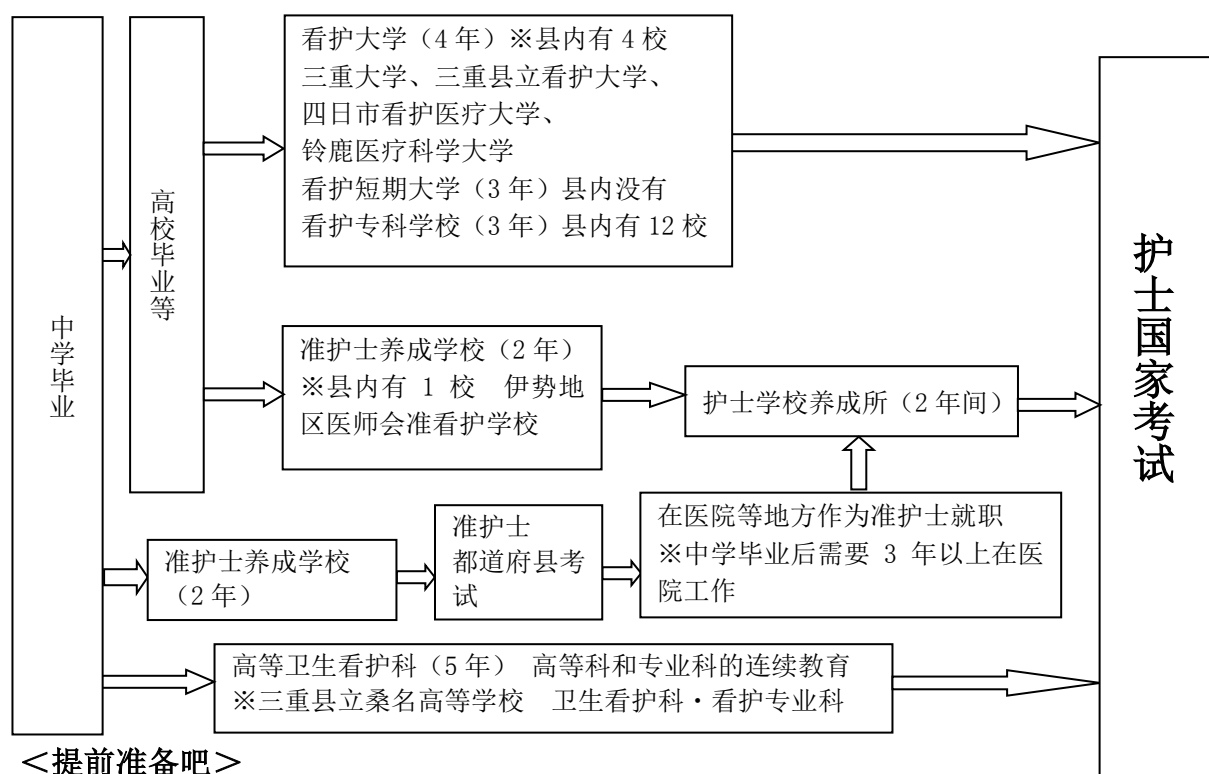 中学毕业
高校毕业等
看护大学（4 年）※县内有 4 校
三重大学、三重县立看护大学、
四日市看护医疗大学、
铃鹿医疗科学大学
看护短期大学（3 年）县内没有
看护专科学校（3 年）县内有 12 校
准护士养成学校（2 年）
※县内有 1 校　伊势地
区医师会准看护学校
护士学校养成所（2 年间）
准护士养成学校
（2 年）
准护士
都道府县考
试
在医院等地方作为准护士就职
※中学毕业后需要 3 年以上在医
院工作
高等卫生看护科（5 年） 高等科和专业科的连续教育
※三重县立桑名高等学校　卫生看护科・看护专业科
护士国家考试
＜提前准备吧＞